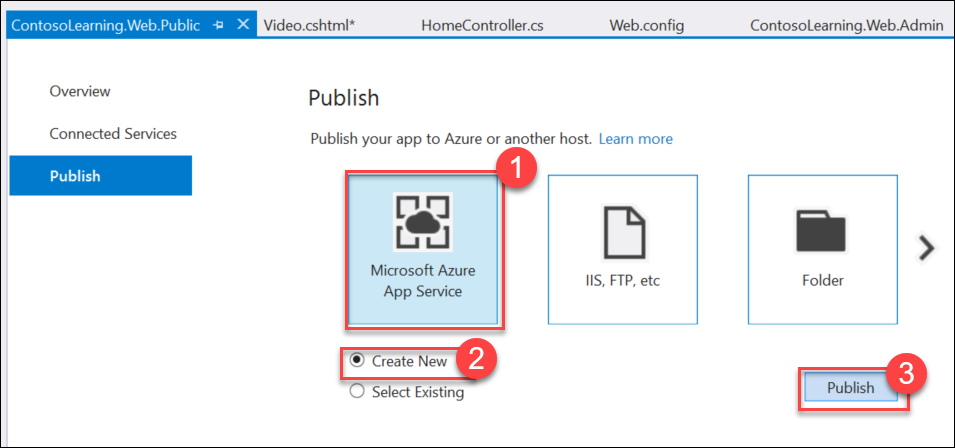 ContosoLearning.Web.Public Video.cshtml* HomeController.cs Web.config ContosoLearning.Web.Admin
Overview
Connected Services
Publish
Publish
Publish your app to Azure or another host. Learn more
1
Microsoft Azure
App Service
IIS, FTP, etc
Folder
Create New
2
Select Existing
Publish
3